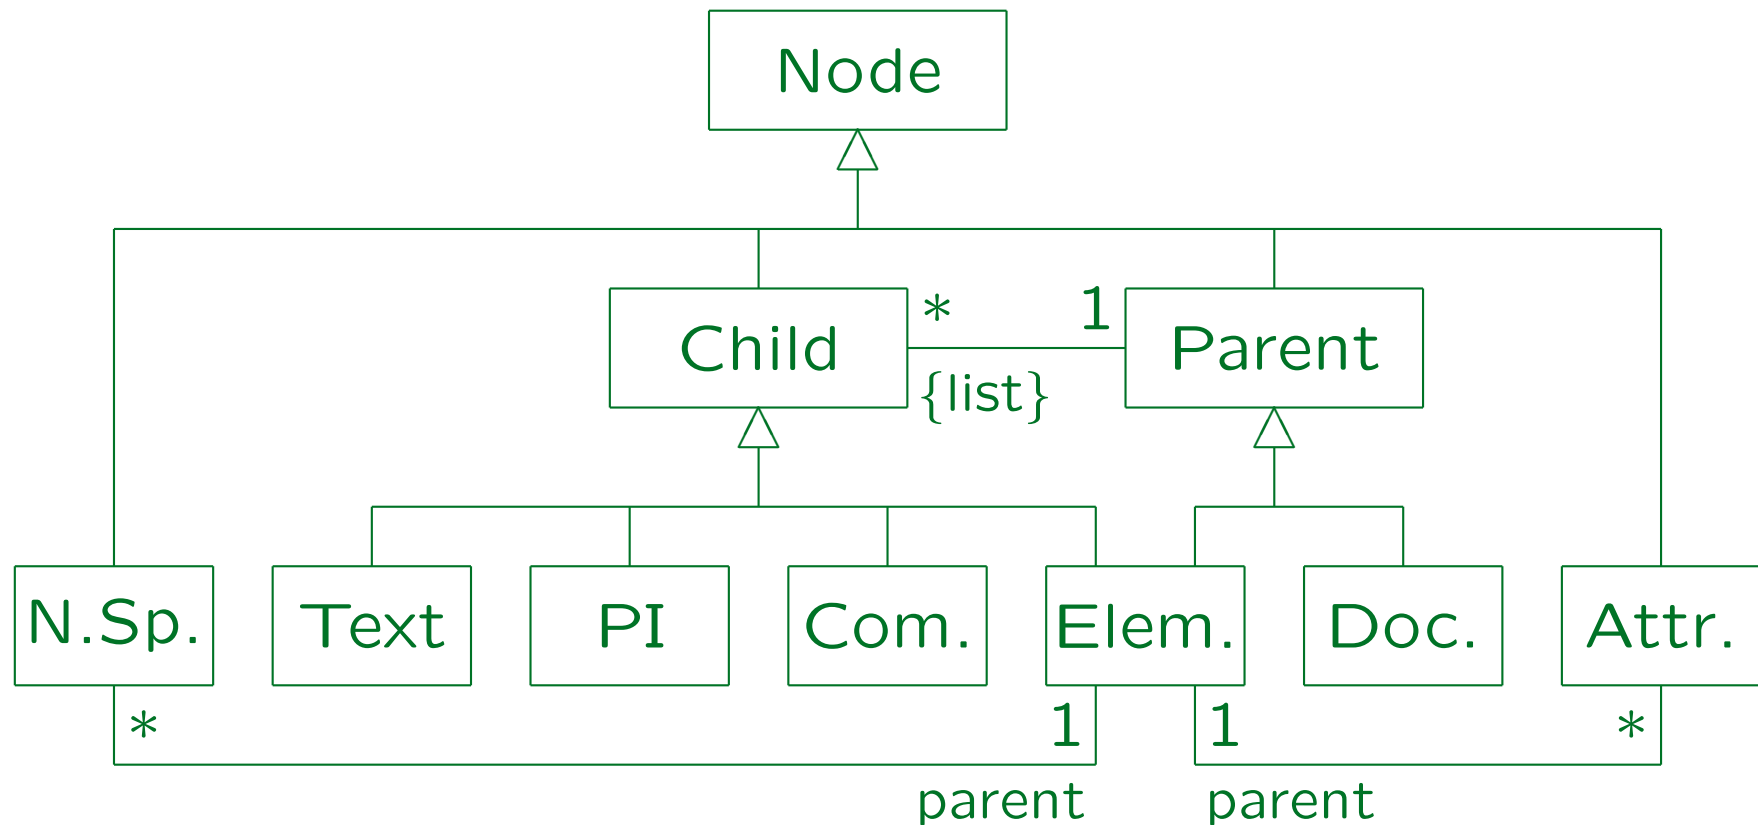 Node
* 1
Child Parent
{list}
N.Sp. Text PI Com. Elem. Doc. Attr.
* 1 1 *
parent parent